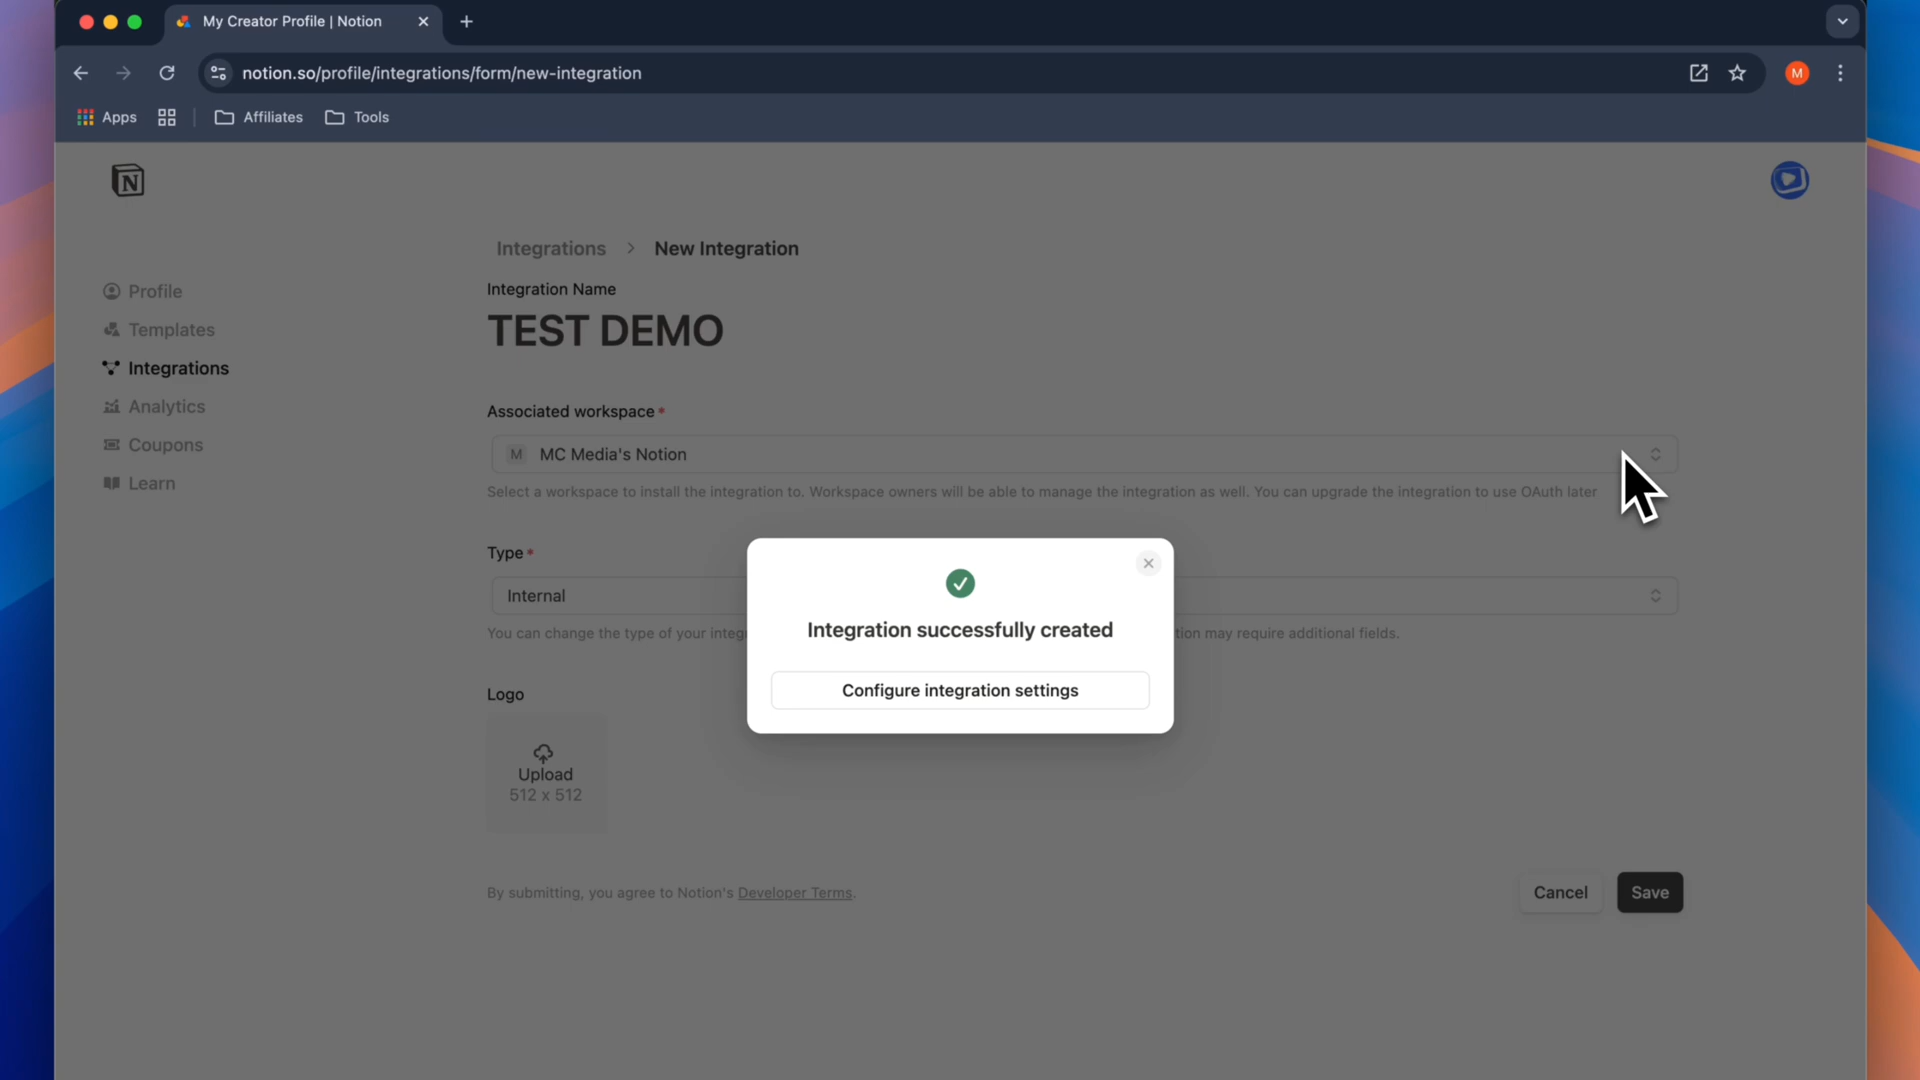 My Creator Profile | Notion
notion.so/profile/integrations/form/new-integration
M
Apps
Affiliates
Tools
N
Integrations > New Integration
Profile
Templates
Integrations
Analytics
Coupons
Learn
Integration Name
TEST DEMO
Associated workspace *
M MC Media's Notion
Select a workspace to install the integration to. Workspace owners will be able to manage the integration as well. You can upgrade the integration to use OAuth later
Type *
Internal
You can change the type of your integ
tion may require additional fields.
Integration successfully created
Configure integration settings
Logo
Upload
512 x 512
By submitting, you agree to Notion's Developer Terms.
Cancel
Save